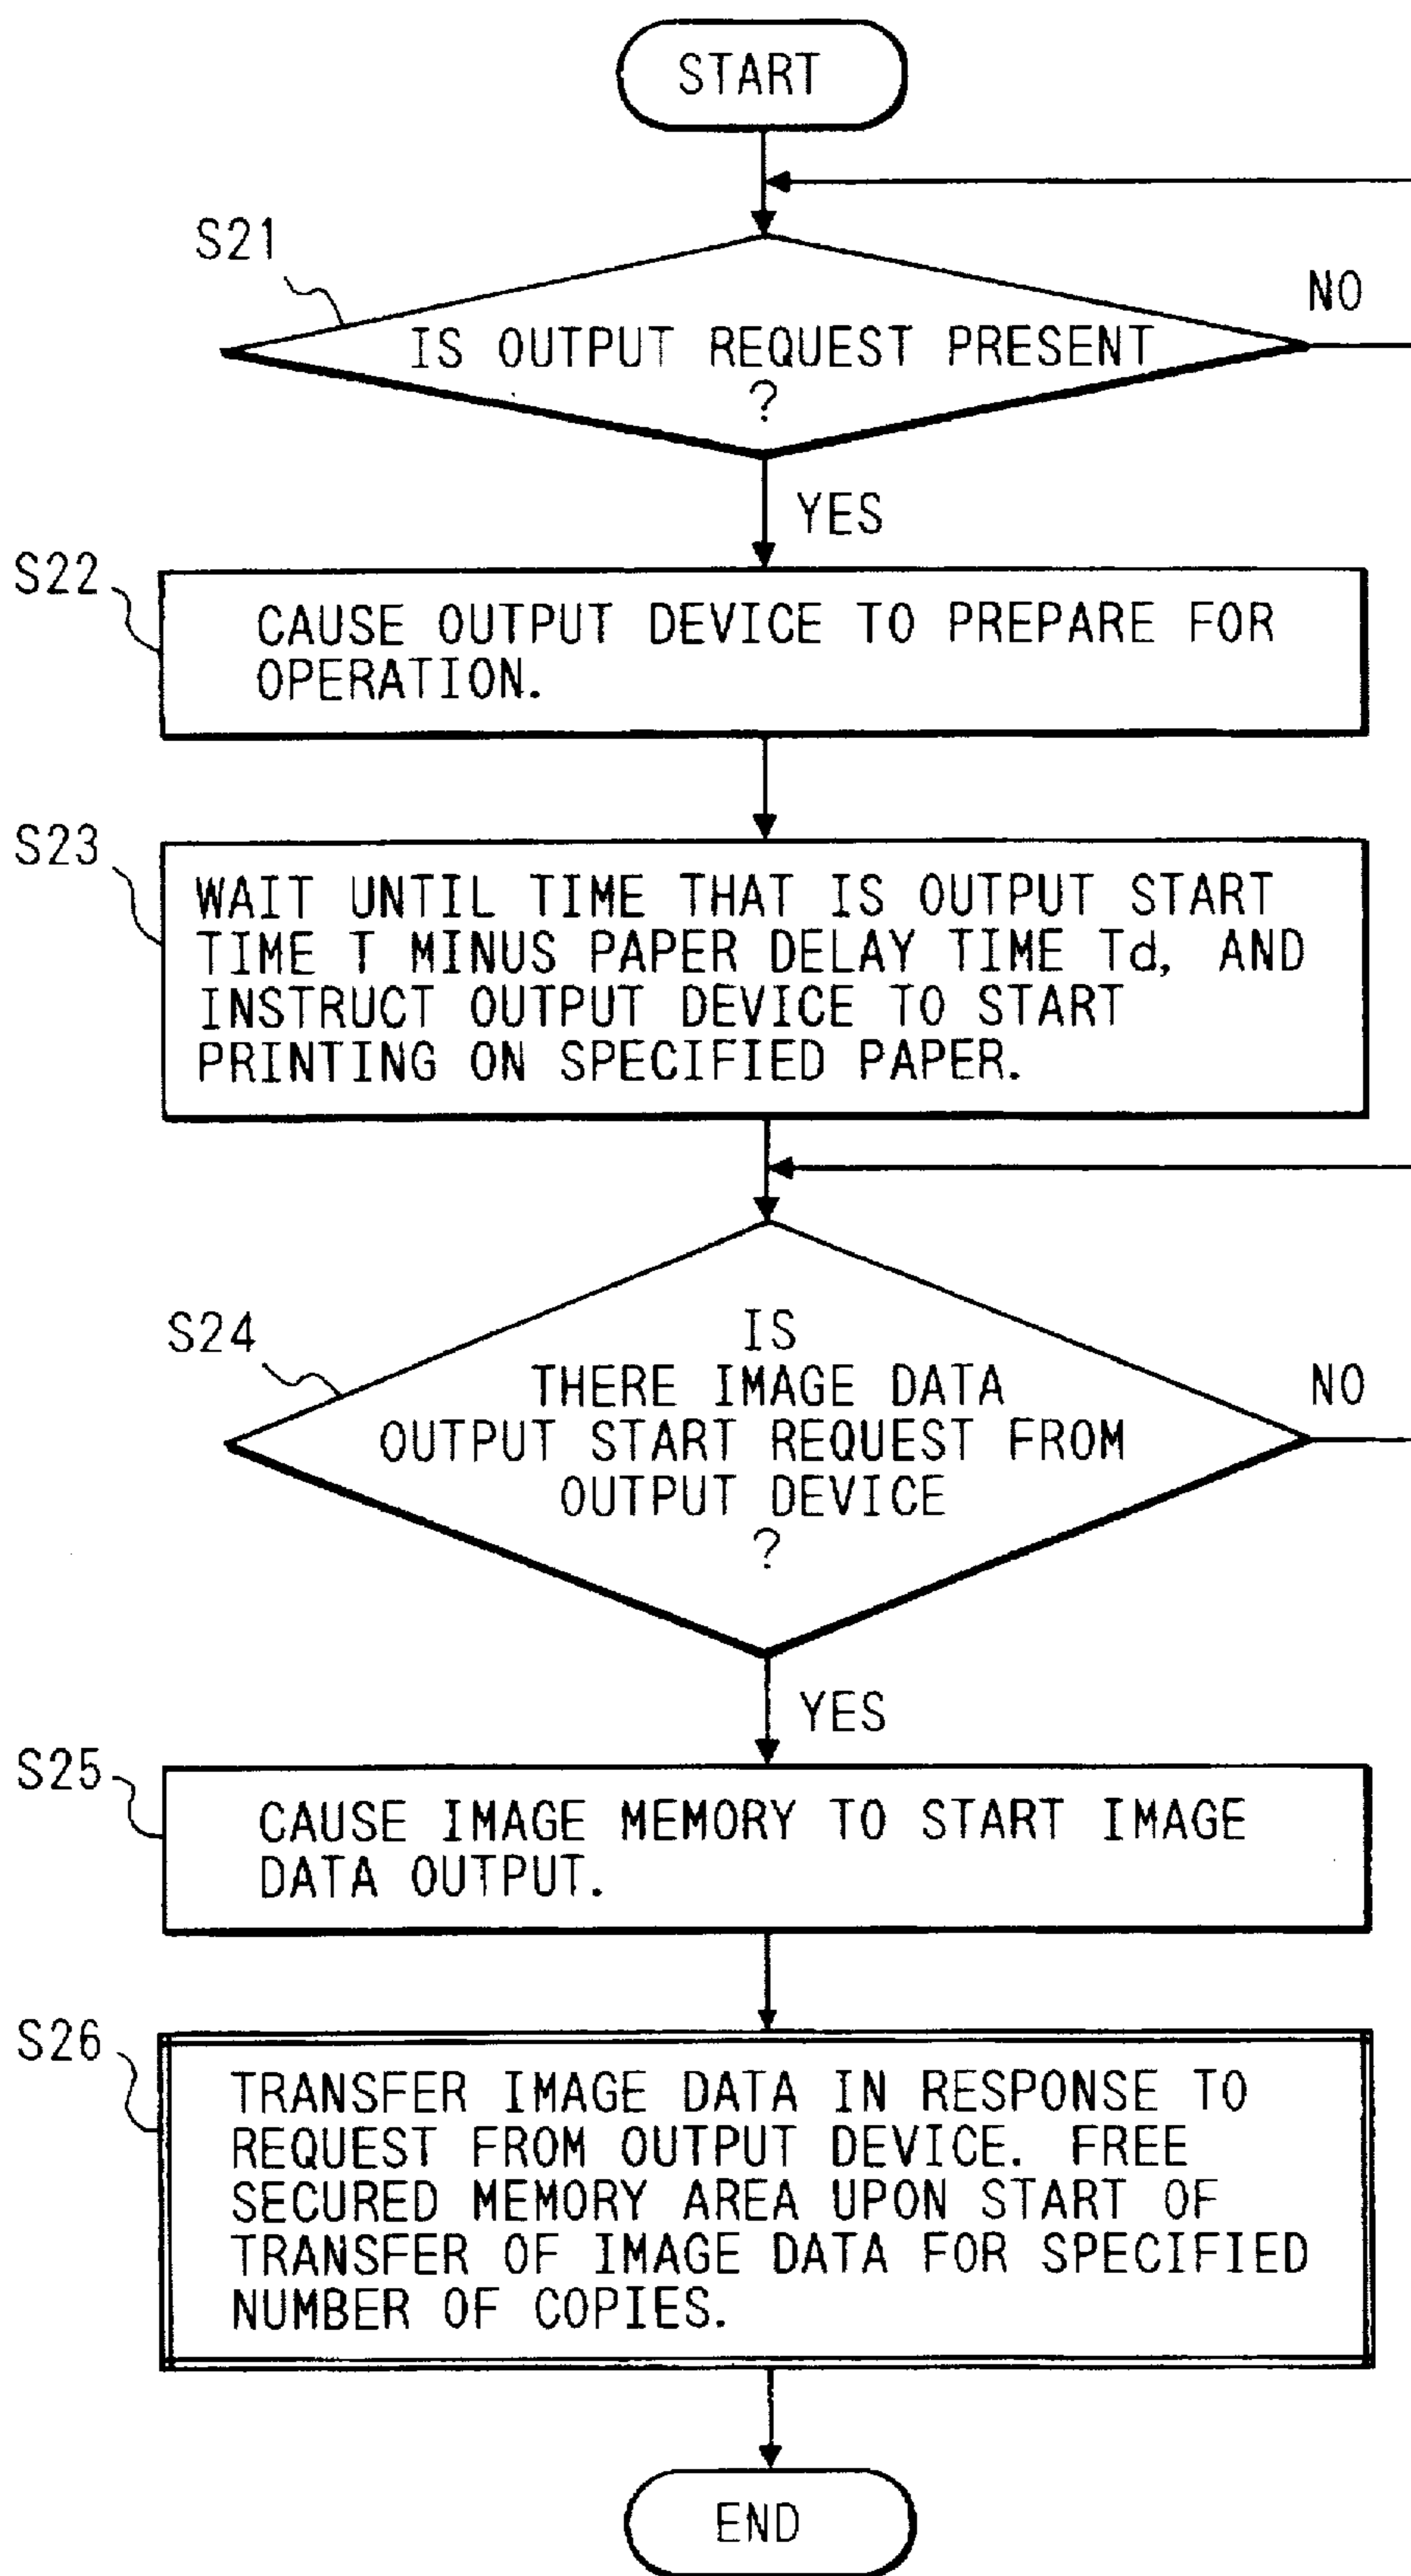 START
S21
NO
IS OUTPUT REQUEST PRESENT
?
YES
S22
CAUSE OUTPUT DEVICE TO PREPARE FOR
OPERATION.
S23
WAIT UNTIL TIME THAT IS OUTPUT START
TIME T MINUS PAPER DELAY TIME Td, AND
INSTRUCT OUTPUT DEVICE TO START
PRINTING ON SPECIFIED PAPER.
S24
IS
THERE IMAGE DATA
NO
OUTPUT START REQUEST FROM
OUTPUT DEVICE
?
YES
S25
CAUSE IMAGE MEMORY TO START IMAGE
DATA OUTPUT.
S26
TRANSFER IMAGE DATA IN RESPONSE TO
REQUEST FROM OUTPUT DEVICE. FREE
SECURED MEMORY AREA UPON START OF
TRANSFER OF IMAGE DATA FOR SPECIFIED
NUMBER OF COPIES.
END